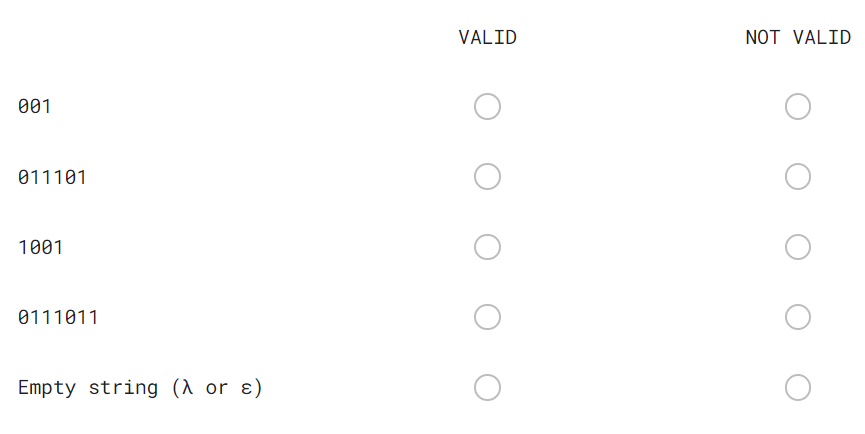 VALID NOT VALID
001
011101
1001
0111011
Empty string (λ or ε)